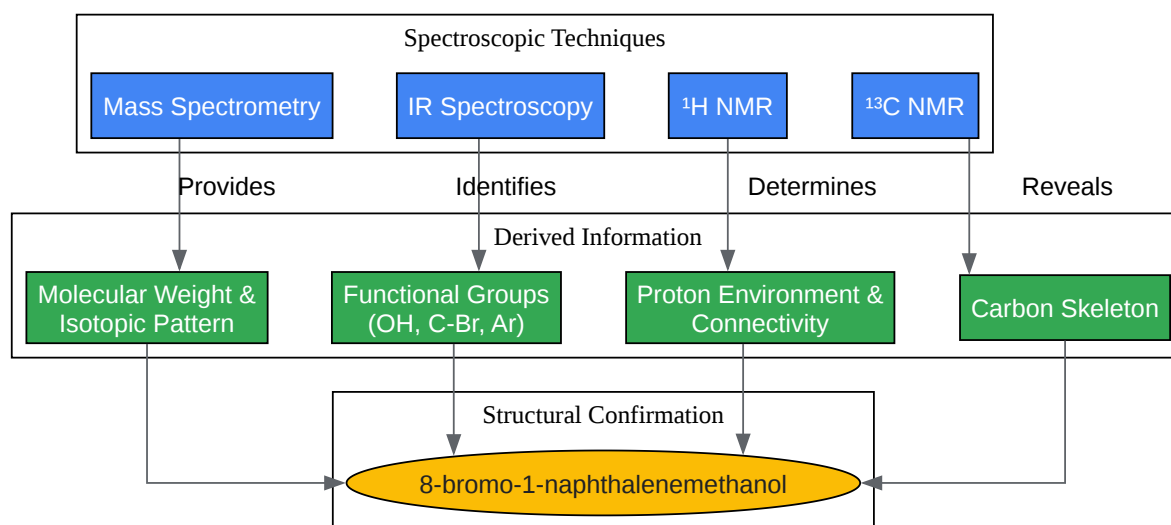 Spectroscopic Techniques
Mass Spectrometry
IR Spectroscopy
¹H NMR
¹³C NMR
Provides
Identifies
Determines
Reveals
Derived Information
Molecular Weight &
Isotopic Pattern
Functional Groups
(OH, C-Br, Ar)
Proton Environment &
Connectivity
Carbon Skeleton
Structural Confirmation
8-bromo-1-naphthalenemethanol